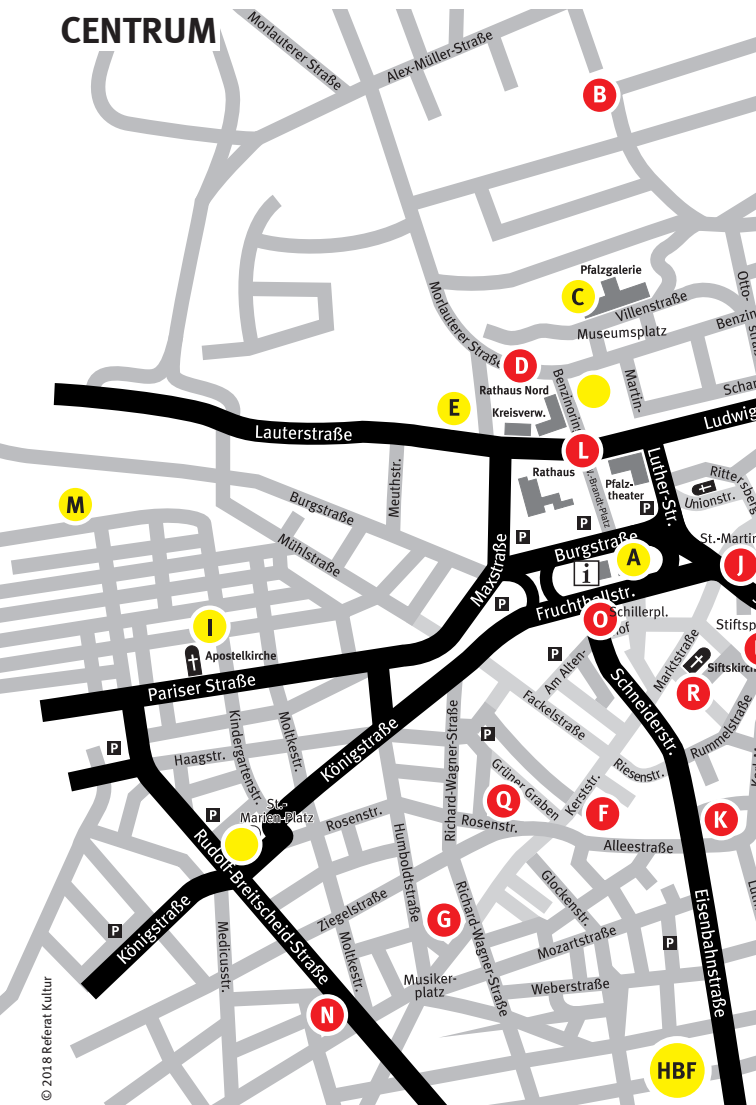 CENTRUM
Morlauterer Straße
Alex-Müller-Straße
B
Pfalzgalerie
C
Villenstraße
Museumsplatz
Otto-
Benzin
Morlauterer Straße
D
Rathaus Nord
Benzinorin
Martin-
Kreisverw.
E
Schar
Ludwig
Lauterstraße
L
Luther-Str.
Rathaus
Pfalz-
theater
Meuthstr.
Rittersberg
Unionstr.
M
P
P
P
Burgstraße
Mühlstraße
Burgstraße
St.-Martin
A
i
J
Maxstraße
P
Fruchthallstr.
O
Schillerpl.
I
Apostelkirche
Stiftsp
Marktstraße
Siftskirch
P
Am Alten-
hof
R
Pariser Straße
Fackelstraße
Schneiderstr.
Rummelstraße
Kindergartenstr.
Moltkestr.
Königstraße
Richard-Wagner-Straße
P
P
Haagstr.
Grüner Graben
Kerststr.
Riesenstr.
Q
F
K
St.-
Marien-Platz
P
Rosenstr.
Rosenstr.
Alleestraße
Humboldtstraße
Rudolf-Breitscheid-Straße
Königstraße
P
Medicusstr.
Ziegelstraße
Moltkestr.
G
Richard-Wagner-Straße
Glockenstr.
Mozartstraße
P
Eisenbahnstraße
Musiker-
platz
Weberstraße
N
HBF
© 2018 Referat Kultur